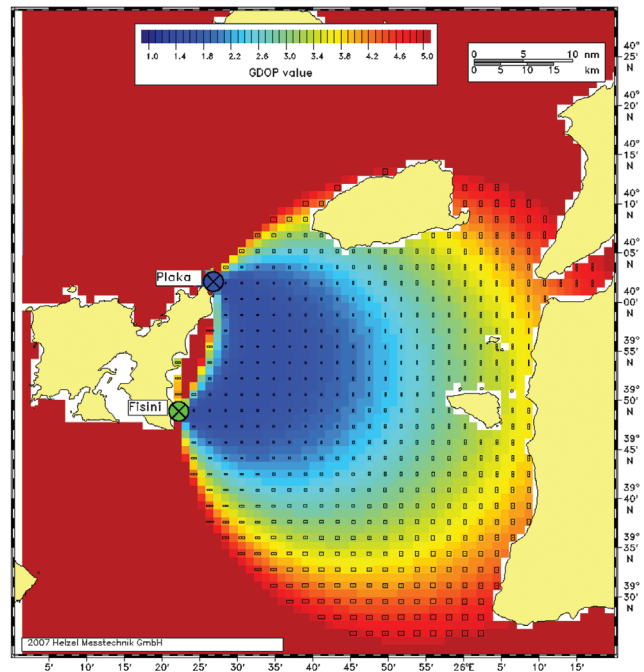 1.0 1.4 1.8 2.2 2.6 3.0 3.4 3.8 4.2 4.6 5.0
GDOP value
0 5 10 nm
0 5 10 15 km
40° 25' N
40° 20' N
40° 15' N
40° 10' N
40° 05' N
40° 00' N
39° 55' N
39° 50' N
39° 45' N
39° 40' N
39° 35' N
39° 30' N
Plaka
Fisini
2007 Helzel Messtechnik GmbH
5' 10' 15' 20' 25' 30' 35' 40' 45' 50' 55' 26°E 5' 10' 15'